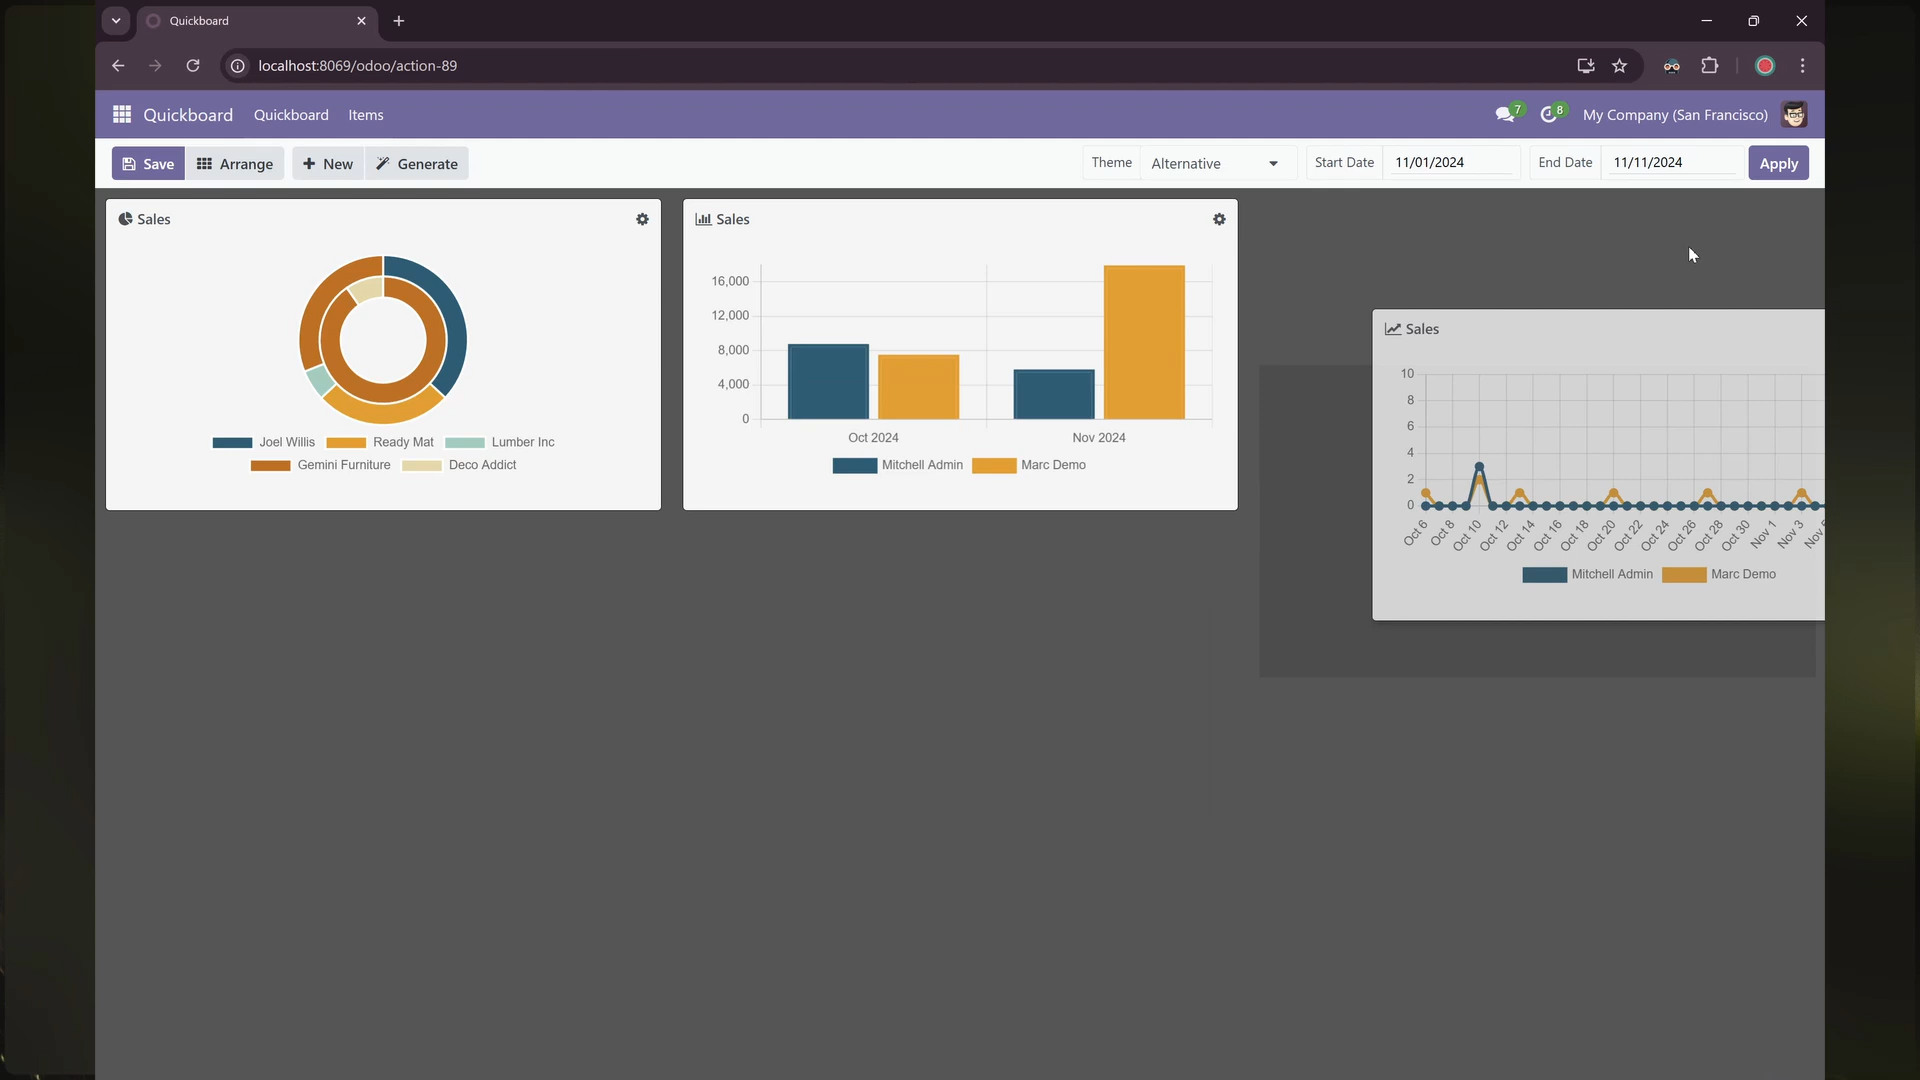 Quickboard
localhost:8069/odoo/action-89
Quickboard Quickboard Items 7 8 My Company (San Francisco)
Save Arrange New Generate Theme Alternative Start Date 11/01/2024 End Date 11/11/2024 Apply
Sales
Joel Willis Ready Mat Lumber Inc
Gemini Furniture Deco Addict
Sales
16,000
12,000
8,000
4,000
0
Oct 2024 Nov 2024
Mitchell Admin Marc Demo
Sales
10
8
6
4
2
0
Oct 6 Oct 8 Oct 10 Oct 12 Oct 14 Oct 16 Oct 18 Oct 20 Oct 22 Oct 24 Oct 26 Oct 28 Oct 30 Nov 1 Nov 3 Nov
Mitchell Admin Marc Demo